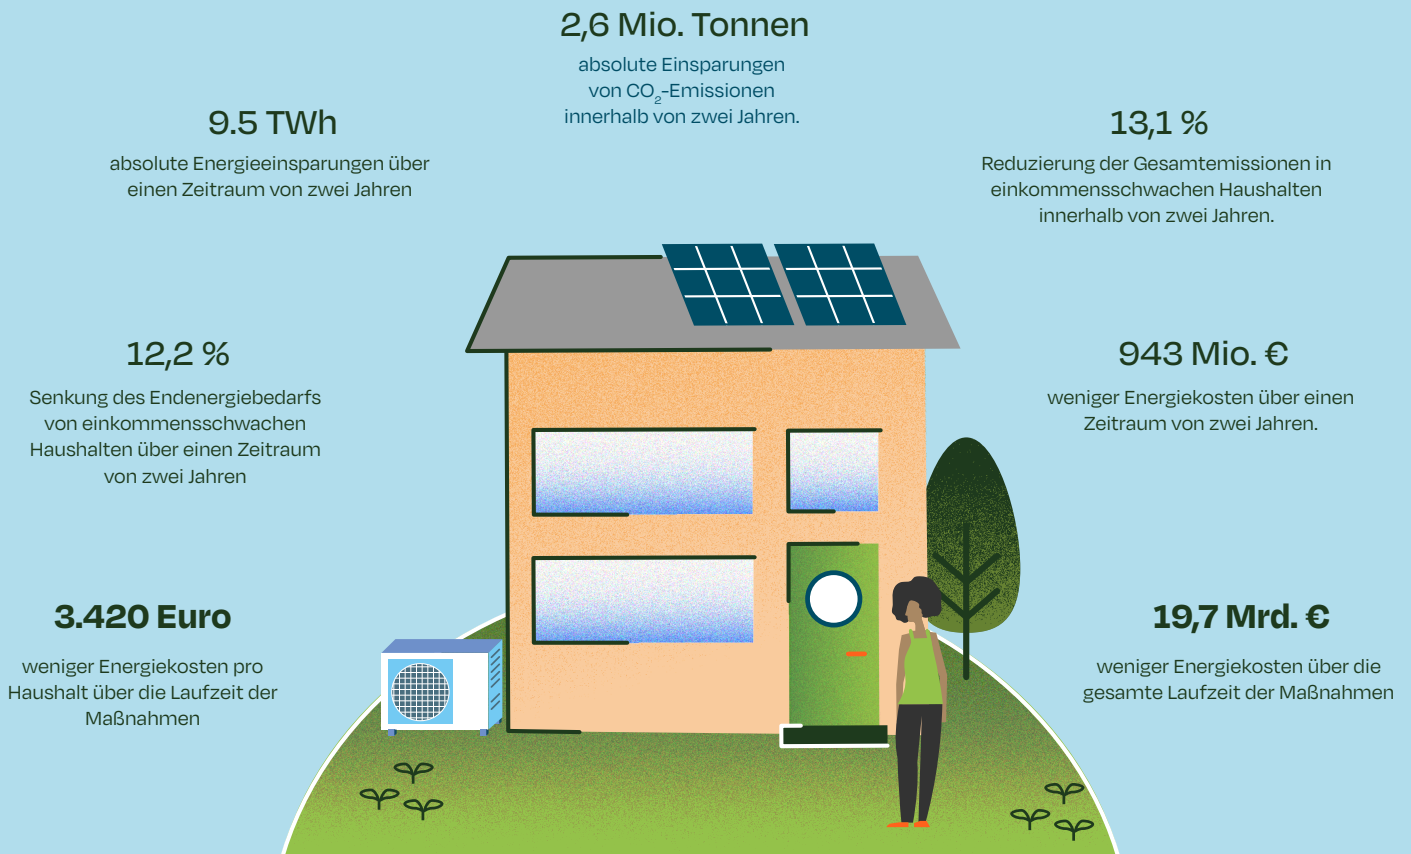 2,6 Mio. Tonnen
absolute Einsparungen
von CO₂-Emissionen
innerhalb von zwei Jahren.
9.5 TWh
absolute Energieeinsparungen über
einen Zeitraum von zwei Jahren
13,1 %
Reduzierung der Gesamtemissionen in
einkommensschwachen Haushalten
innerhalb von zwei Jahren.
12,2 %
Senkung des Endenergiebedarfs
von einkommensschwachen
Haushalten über einen Zeitraum
von zwei Jahren
943 Mio. €
weniger Energiekosten über einen
Zeitraum von zwei Jahren.
3.420 Euro
weniger Energiekosten pro
Haushalt über die Laufzeit der
Maßnahmen
19,7 Mrd. €
weniger Energiekosten über die
gesamte Laufzeit der Maßnahmen